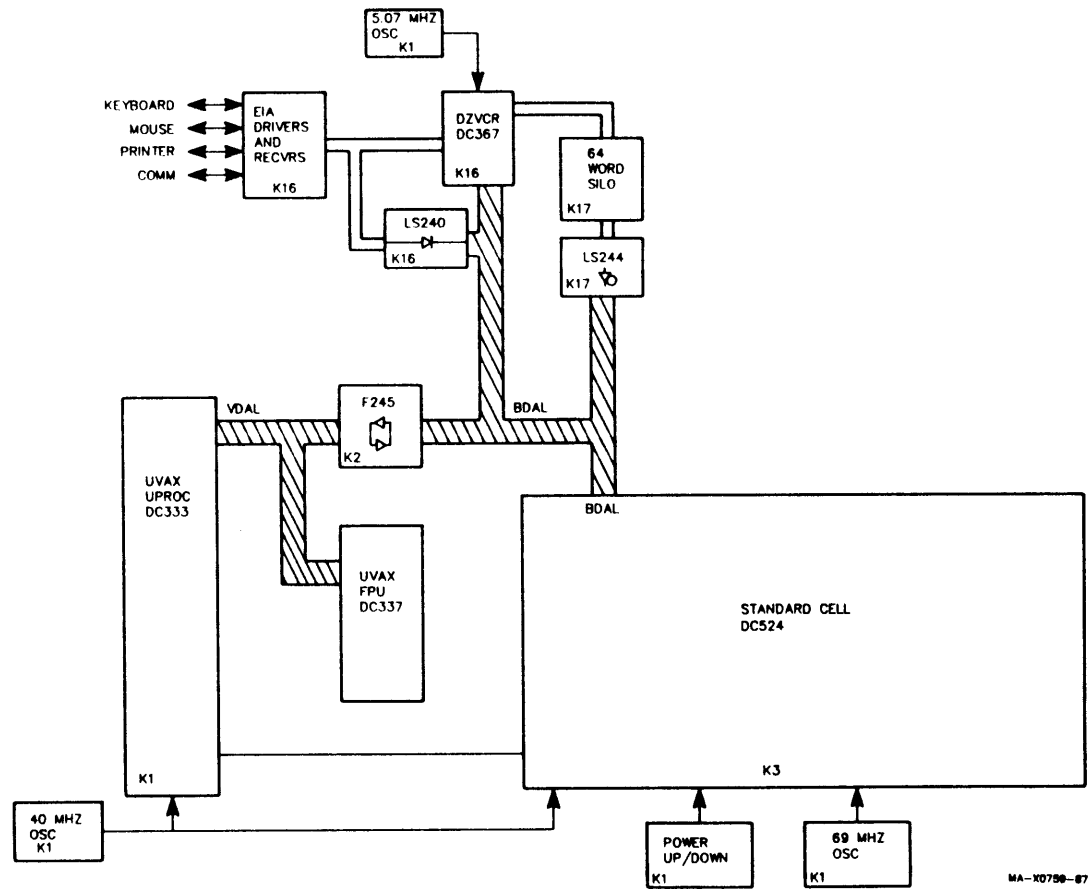 5.07 MHZ
OSC
K1
KEYBOARD
MOUSE
PRINTER
COMM
EIA
DRIVERS
AND
RECVRS
K16
DZVCR
DC367
K16
64
WORD
SILO
K17
LS240
K16
LS244
K17
VDAL
F245
K2
BDAL
UVAX
UPROC
DC333
K1
UVAX
FPU
DC337
BDAL
STANDARD CELL
DC524
K3
40 MHZ
OSC
K1
POWER
UP/DOWN
K1
69 MHZ
OSC
K1
MA-X0759-87